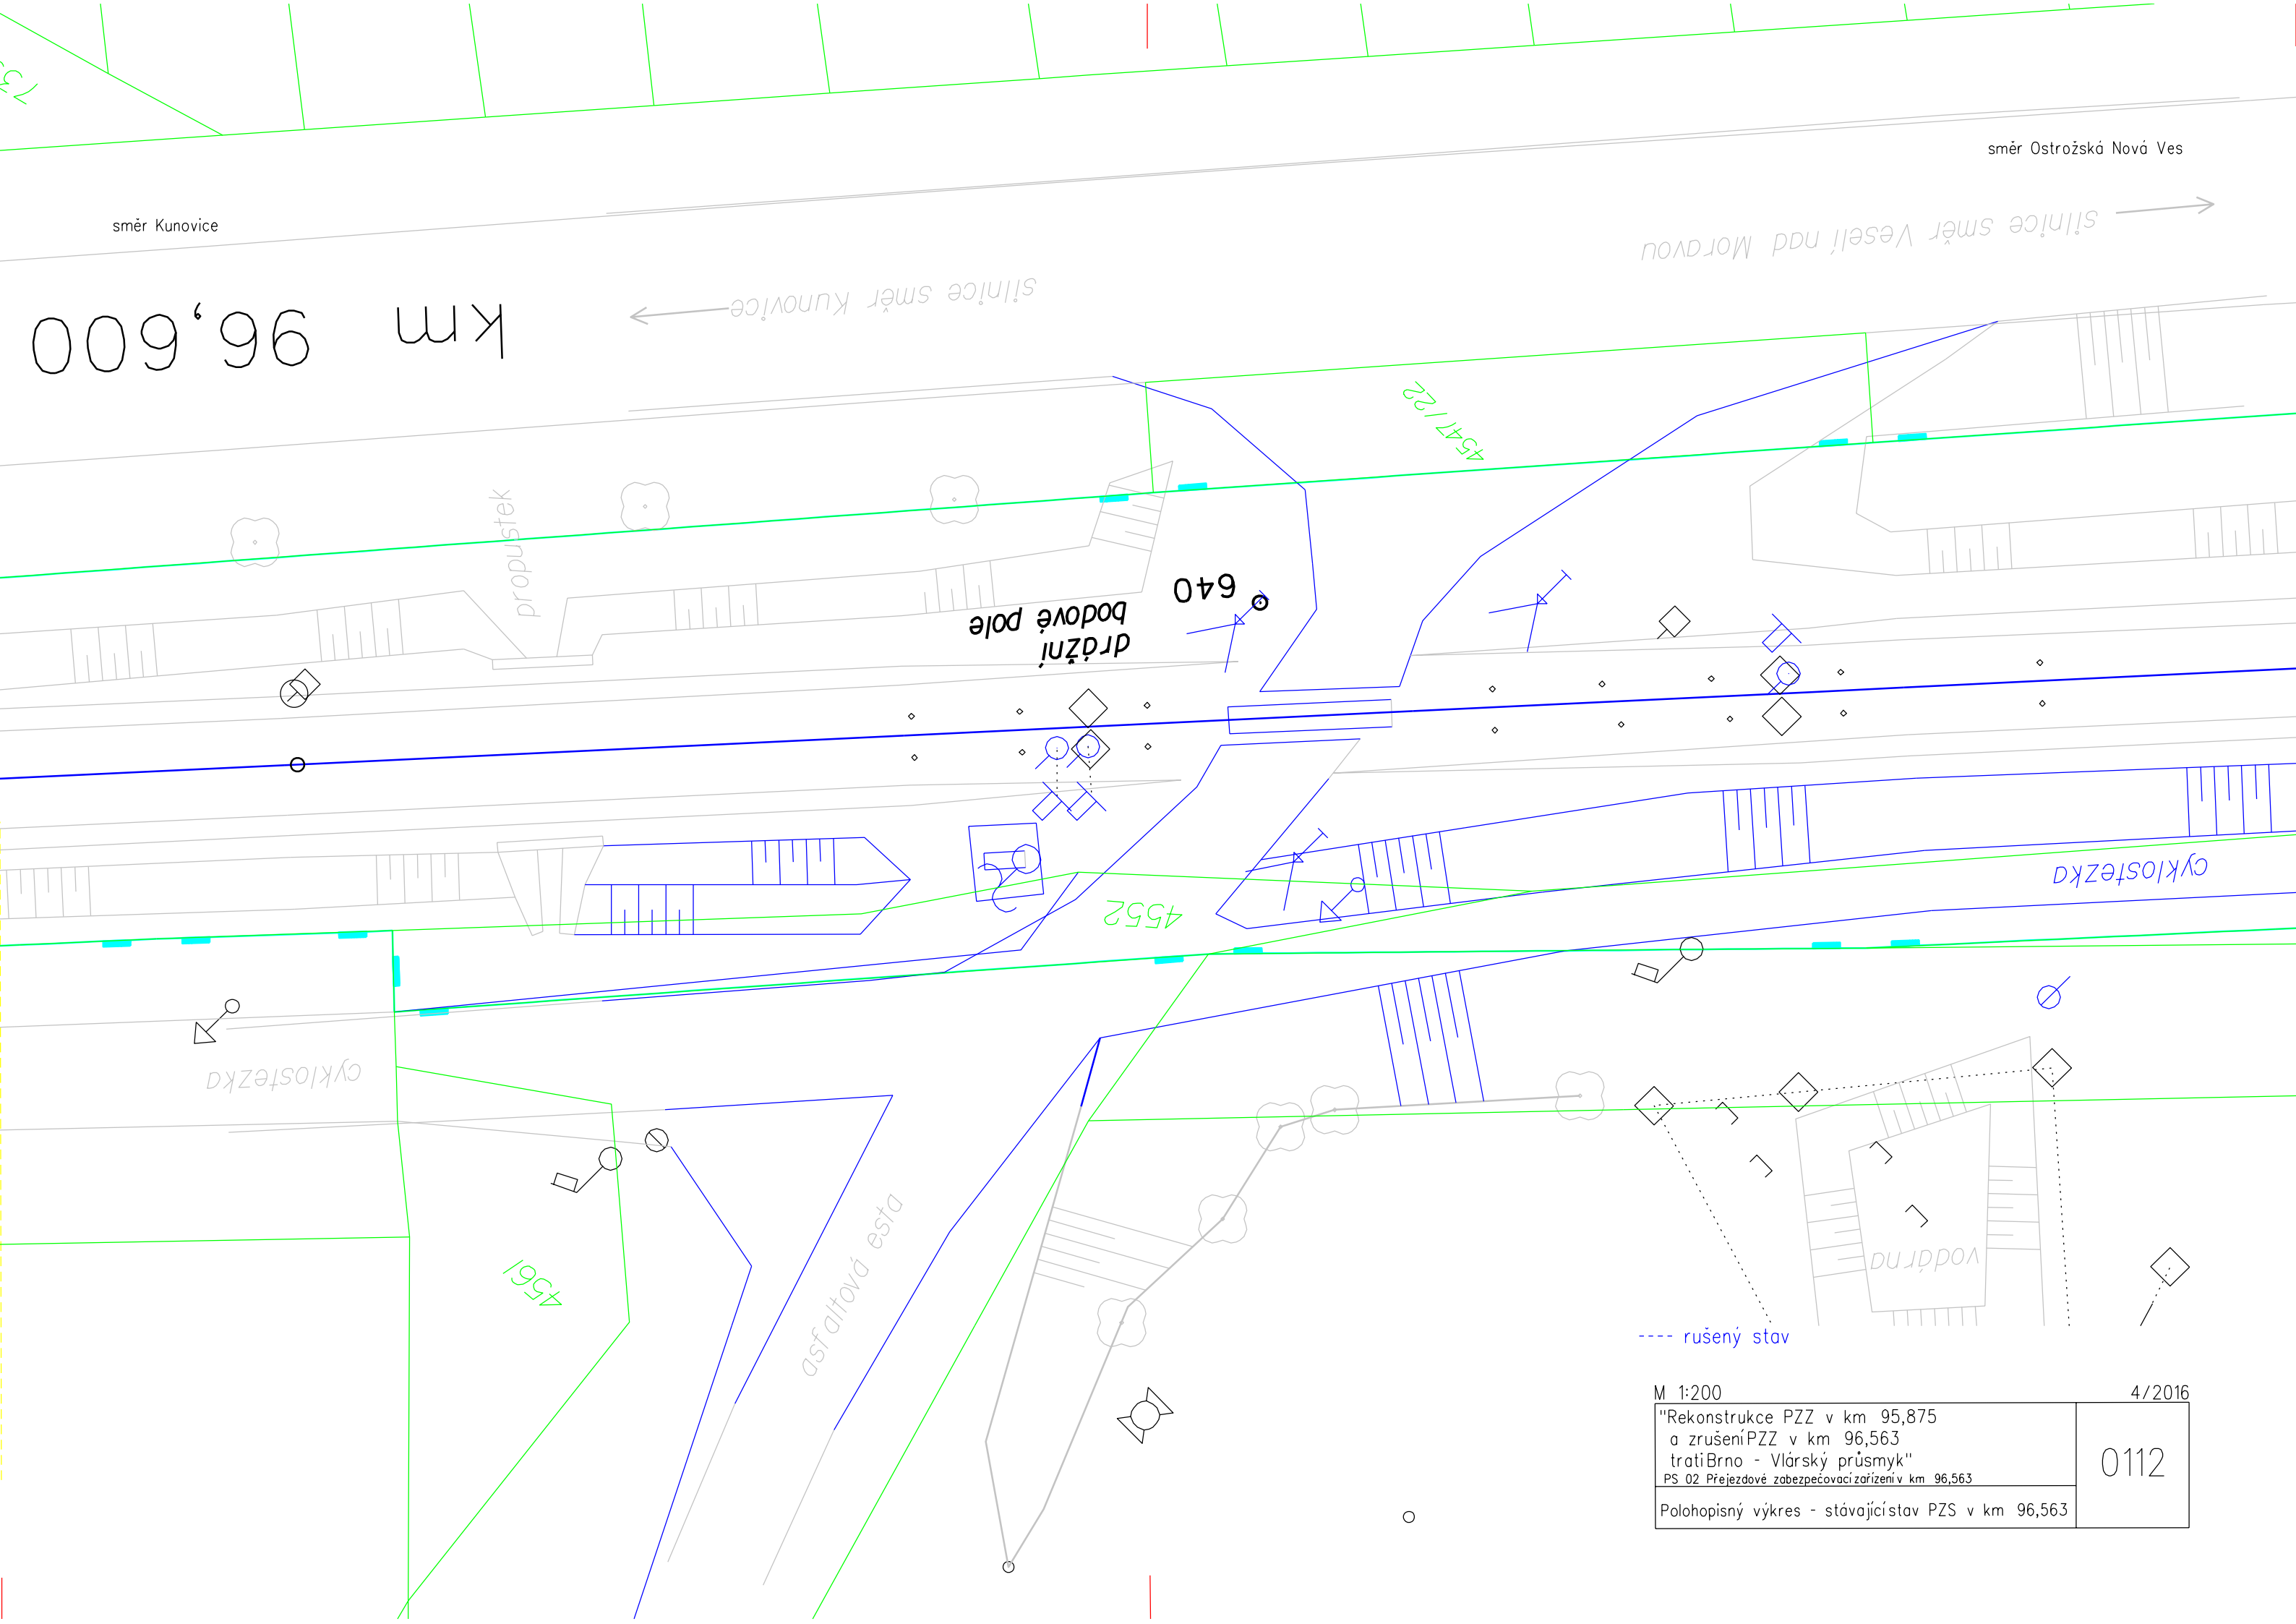 směr Ostrožská Nová Ves
směr Kunovice
silnice směr Veselí nad Moravou
silnice směr Kunovice
km 96,600
4547/22
propustek
640
drážní
bodové pole
cyklostezka
4552
cyklostezka
4561
asfaltová esta
vodárna
---- rušený stav
M 1:200
4/2016
"Rekonstrukce PZZ v km 95,875
a zrušení PZZ v km 96,563
trati Brno - Vlárský průsmyk"
PS 02 Přejezdové zabezpečovací zařízení v km 96,563
0112
Polohopisný výkres - stávající stav PZS v km 96,563